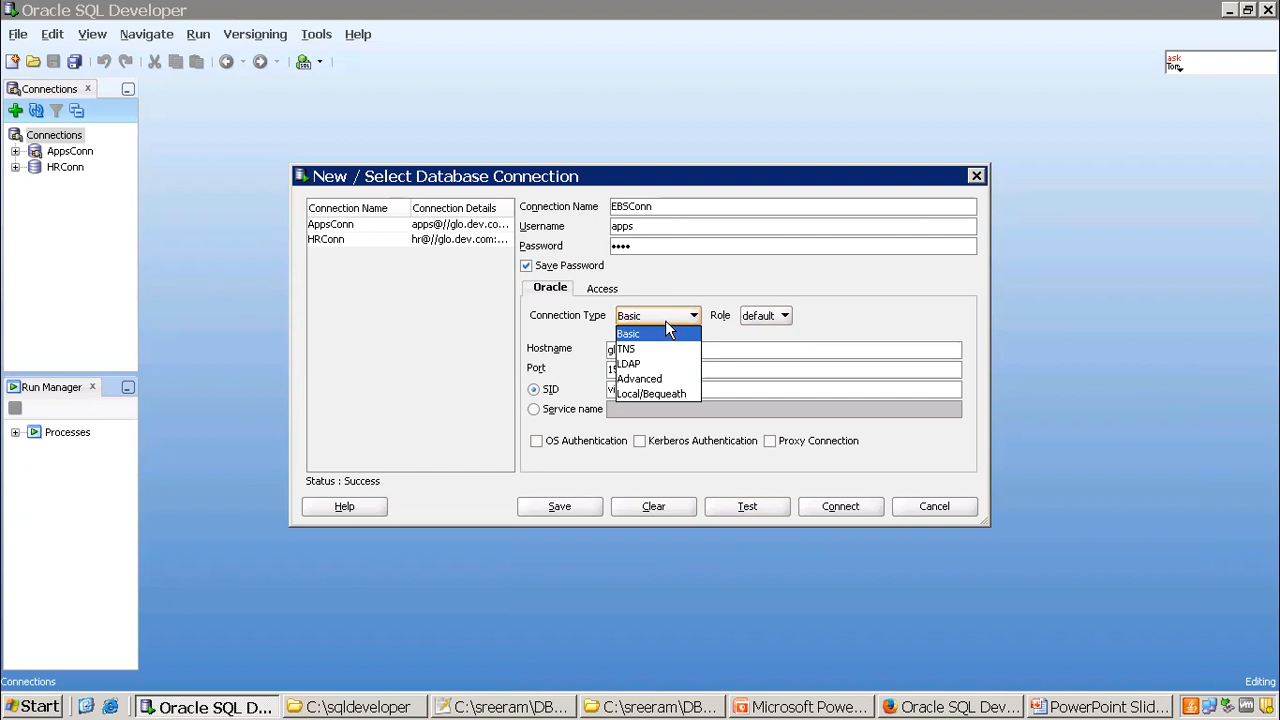 Oracle SQL Developer
File Edit View Navigate Run Versioning Tools Help
ask
Tom
Connections
Connections
AppsConn
HRConn
Run Manager
Processes
New / Select Database Connection
Connection Name Connection Details
AppsConn apps@//glo.dev.co...
HRConn hr@//glo.dev.com:...
Status : Success
Connection Name EBSConn
Username apps
Password ••••
Save Password
Oracle Access
Connection Type Basic Role default
Basic
TNS
LDAP
Advanced
Local/Bequeath
Hostname
Port
SID
Service name
OS Authentication Kerberos Authentication Proxy Connection
Help Save Clear Test Connect Cancel
Connections Editing
Start Oracle SQL D... C:\sqldeveloper C:\sreeram\DB... C:\sreeram\DB... Microsoft Power... Oracle SQL Dev... PowerPoint Slid...